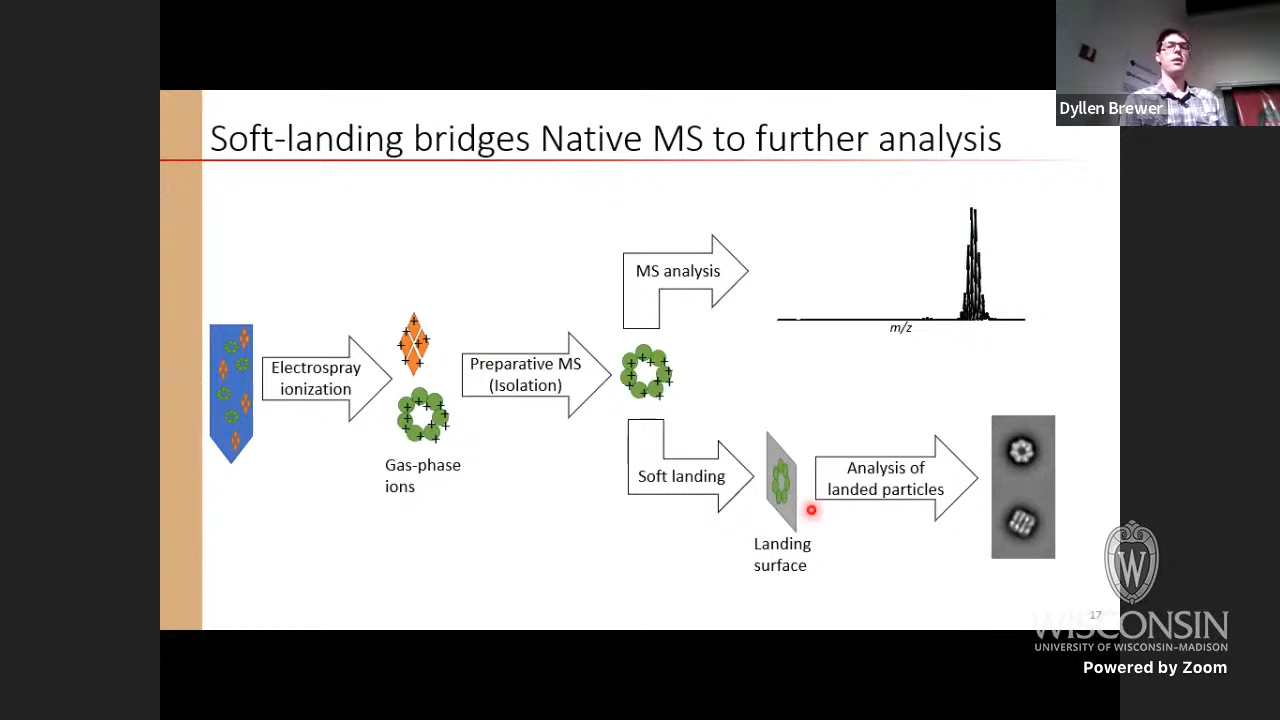 Dyllen Brewer
Soft-landing bridges Native MS to further analysis
MS analysis
m/z
Electrospray
ionization
Preparative MS
(Isolation)
Gas-phase
ions
Soft landing
Analysis of
landed particles
Landing
surface
17
W
WISCONSIN
UNIVERSITY OF WISCONSIN–MADISON
Powered by Zoom